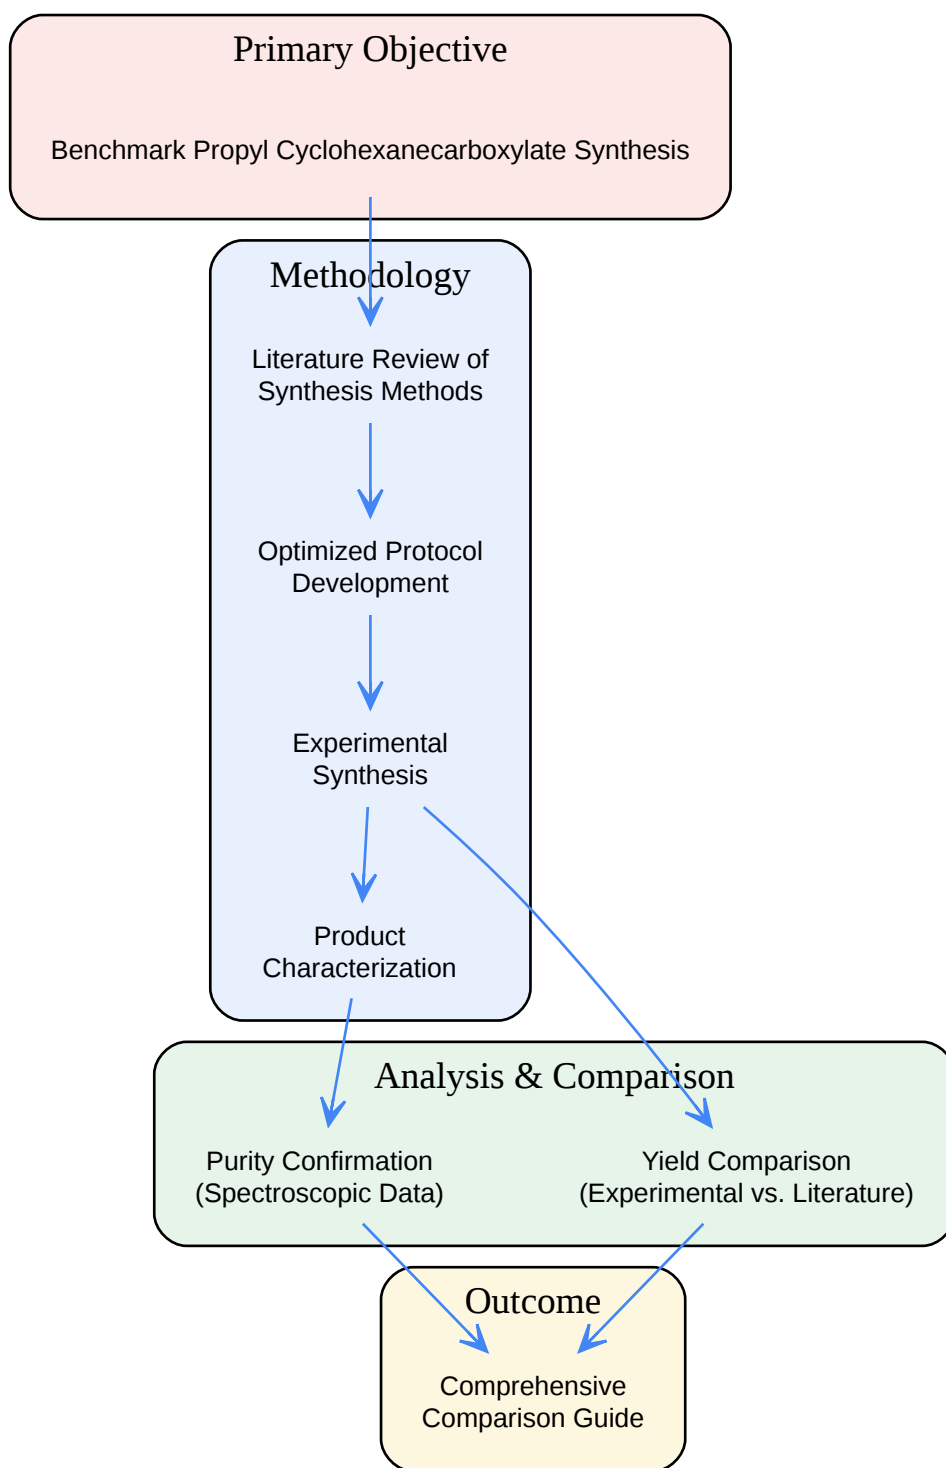 Primary Objective
Benchmark Propyl Cyclohexanecarboxylate Synthesis
Methodology
Literature Review of
Synthesis Methods
Optimized Protocol
Development
Experimental
Synthesis
Product
Characterization
Analysis & Comparison
Purity Confirmation
(Spectroscopic Data)
Yield Comparison
(Experimental vs. Literature)
Outcome
Comprehensive
Comparison Guide